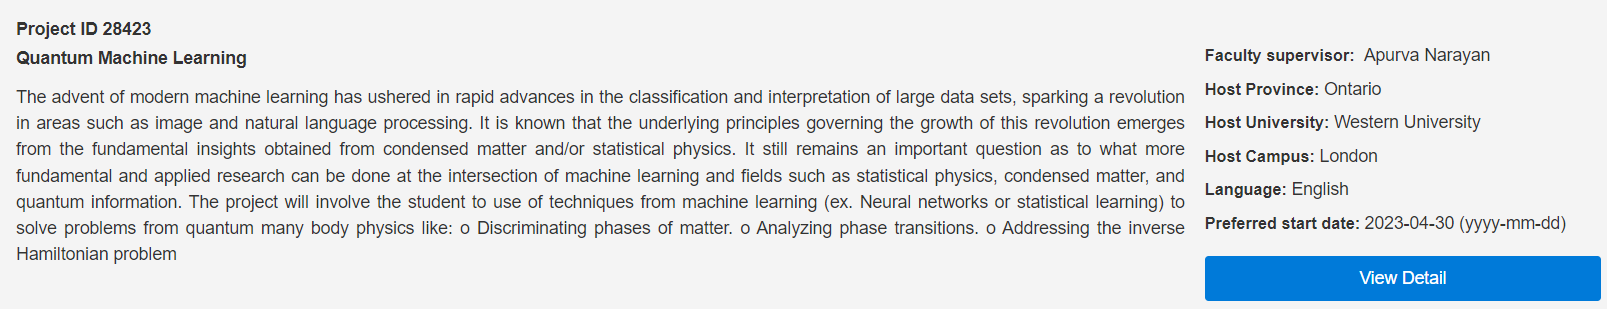 Project ID 28423
Quantum Machine Learning
The advent of modern machine learning has ushered in rapid advances in the classification and interpretation of large data sets, sparking a revolution
in areas such as image and natural language processing. It is known that the underlying principles governing the growth of this revolution emerges
from the fundamental insights obtained from condensed matter and/or statistical physics. It still remains an important question as to what more
fundamental and applied research can be done at the intersection of machine learning and fields such as statistical physics, condensed matter, and
quantum information. The project will involve the student to use of techniques from machine learning (ex. Neural networks or statistical learning) to
solve problems from quantum many body physics like: o Discriminating phases of matter. o Analyzing phase transitions. o Addressing the inverse
Hamiltonian problem
Faculty supervisor: Apurva Narayan
Host Province: Ontario
Host University: Western University
Host Campus: London
Language: English
Preferred start date: 2023-04-30 (yyyy-mm-dd)
View Detail